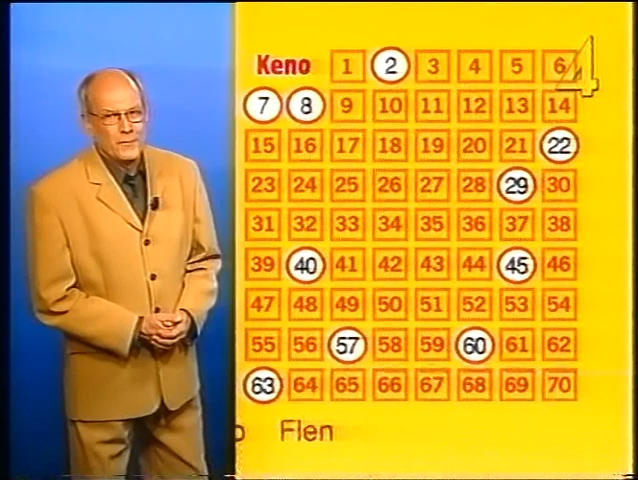 Keno 1 2 3 4 5 6
7 8 9 10 11 12 13 14
15 16 17 18 19 20 21 22
23 24 25 26 27 28 29 30
31 32 33 34 35 36 37 38
39 40 41 42 43 44 45 46
47 48 49 50 51 52 53 54
55 56 57 58 59 60 61 62
63 64 65 66 67 68 69 70
Flen
4